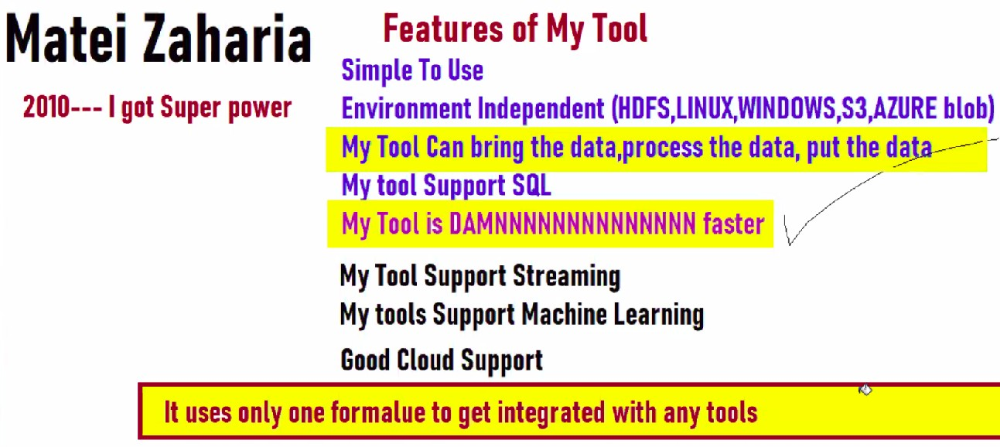 Matei Zaharia
2010--- I got Super power
Features of My Tool
Simple To Use
Environment Independent (HDFS,LINUX,WINDOWS,S3,AZURE blob)
My Tool Can bring the data,process the data, put the data
My tool Support SQL
My Tool is DAMNNNNNNNNNNNNNN faster
My Tool Support Streaming
My tools Support Machine Learning
Good Cloud Support
It uses only one formalue to get integrated with any tools